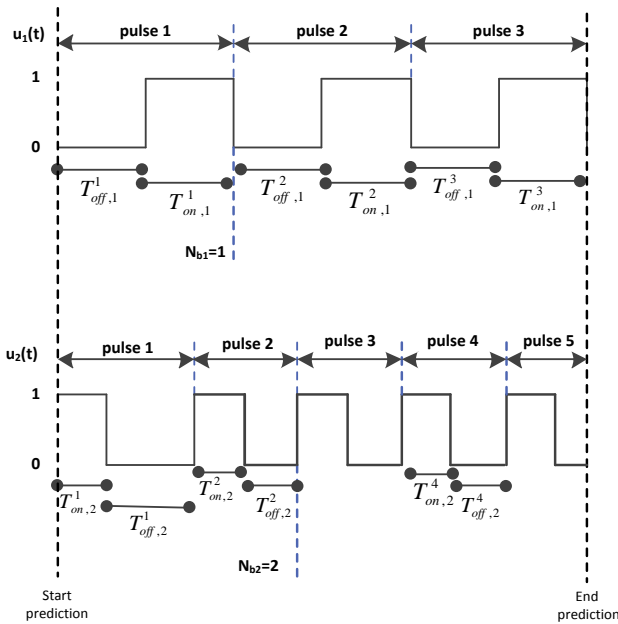 u₁(t)
pulse 1 pulse 2 pulse 3
1
0
T¹off,1 T¹on,1 T²off,1 T²on,1 T³off,1 T³on,1
Nb1=1
u₂(t)
pulse 1 pulse 2 pulse 3 pulse 4 pulse 5
1
0
T¹on,2 T¹off,2 T²on,2 T²off,2 T⁴on,2 T⁴off,2
Nb2=2
Start prediction
End prediction